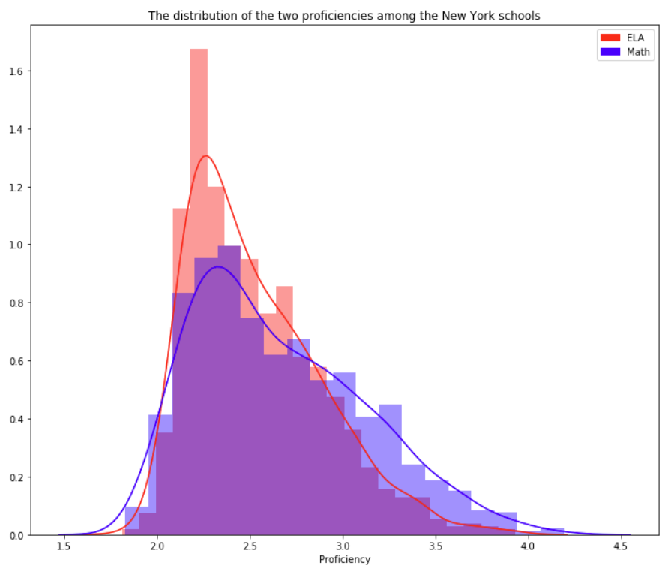 The distribution of the two proficiencies among the New York schools
ELA
Math
1.6
1.4
1.2
1.0
0.8
0.6
0.4
0.2
0.0
1.5 2.0 2.5 3.0 3.5 4.0 4.5
Proficiency